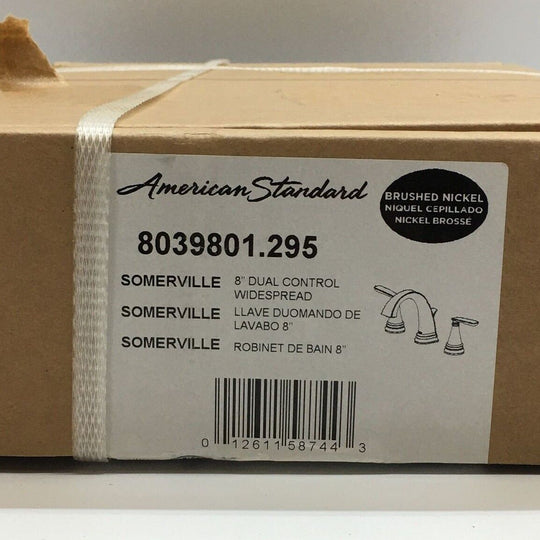 American Standard
BRUSHED NICKEL
NIQUEL CEPILLADO
NICKEL BROSSÉ
8039801.295
SOMERVILLE 8" DUAL CONTROL
WIDESPREAD
SOMERVILLE LLAVE DUOMANDO DE
LAVABO 8"
SOMERVILLE ROBINET DE BAIN 8"
0 12611 58744 3